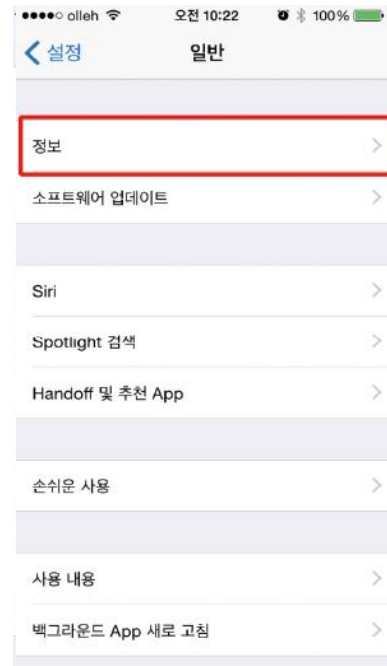 olleh 오전 10:22 100%
설정 일반
정보
소프트웨어 업데이트
Siri
Spotlight 검색
Handoff 및 추천 App
손쉬운 사용
사용 내용
백그라운드 App 새로 고침